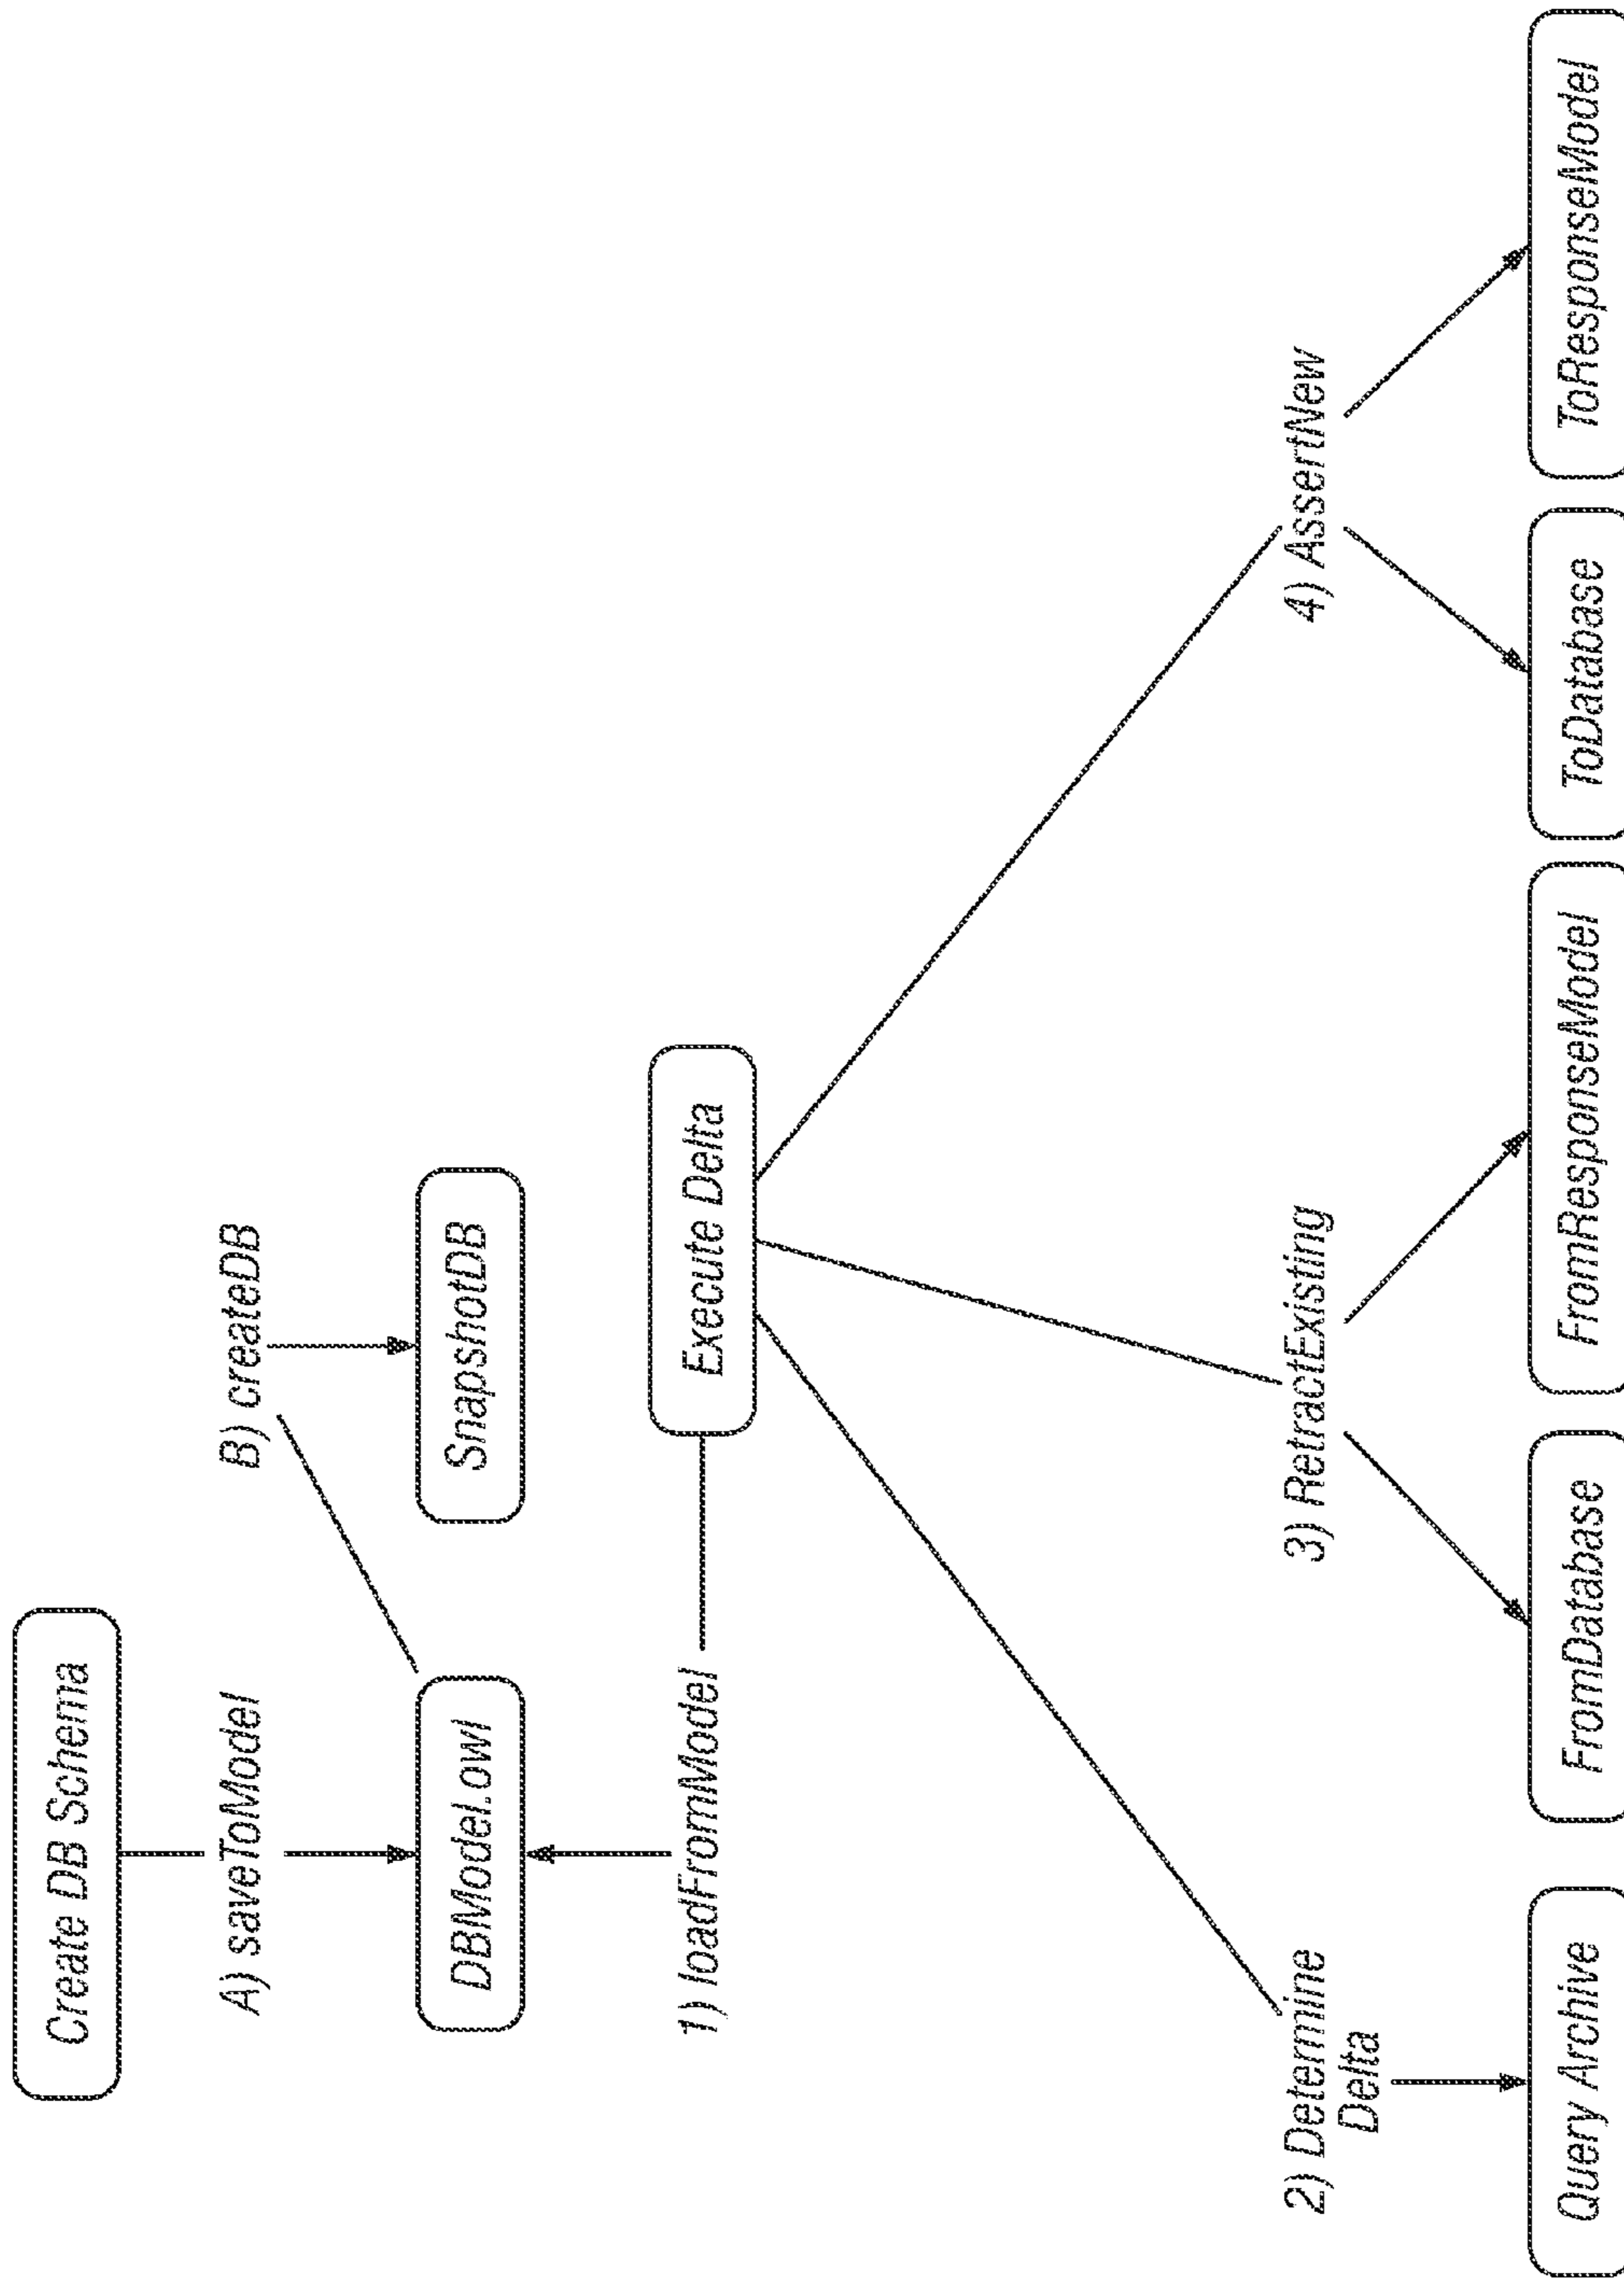 Create DB Schema
A) saveToModel
B) createDB
DBModel.owl
SnapshotDB
1) loadFromModel
Execute Delta
2) Determine
Delta
3) RetractExisting
4) AssertNew
Query Archive
FromDatabase
FromResponseModel
ToDatabase
ToResponseModel